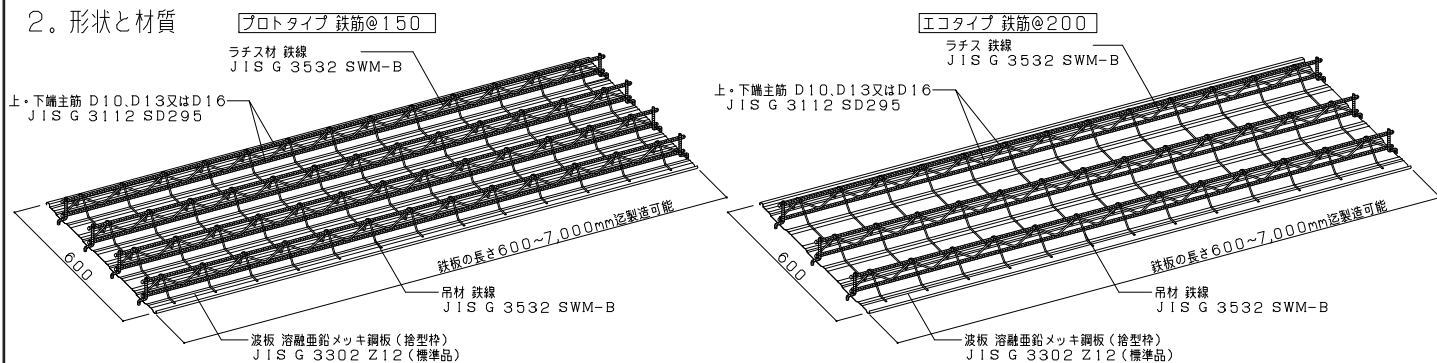 2。形状と材質
プロトタイプ 鉄筋@150
ラチス材 鉄線
JIS G 3532 SWM-B
上・下端主筋 D10、D13又はD16
JIS G 3112 SD295
600
鉄板の長さ600~7,000mm迄製造可能
吊材 鉄線
JIS G 3532 SWM-B
波板 溶融亜鉛メッキ鋼板(捨型枠)
JIS G 3302 Z12(標準品)
エコタイプ 鉄筋@200
ラチス 鉄線
JIS G 3532 SWM-B
上・下端主筋 D10、D13又はD16
JIS G 3112 SD295
600
鉄板の長さ600~7,000mm迄製造可能
吊材 鉄線
JIS G 3532 SWM-B
波板 溶融亜鉛メッキ鋼板(捨型枠)
JIS G 3302 Z12(標準品)